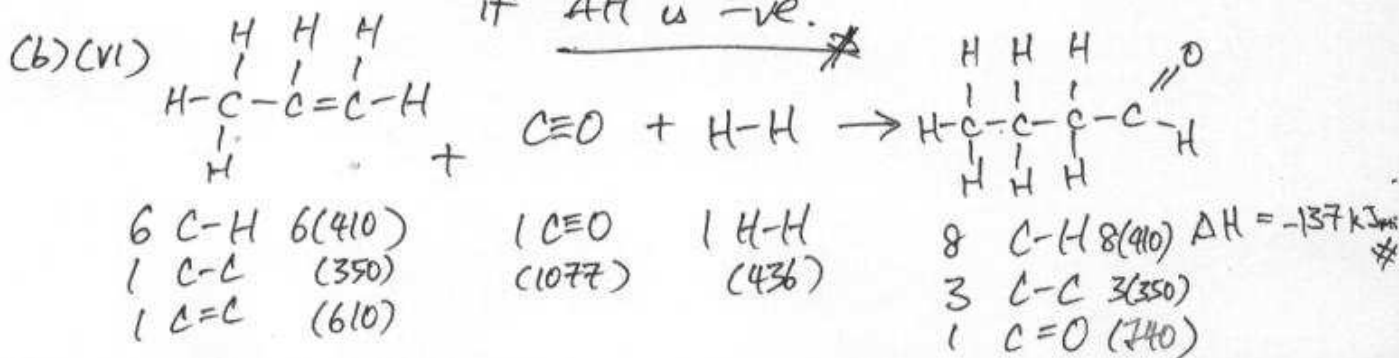 If ΔH is -ve.
(b)(vi)
H H H
H-C-C=C-H
H
+ C≡O + H-H →
H H H O
H-C-C-C-C-H
H H H
6 C-H 6(410) 1 C≡O 1 H-H 8 C-H 8(410) ΔH = -137 kJ
1 C-C (350) (1077) (436) 3 C-C 3(350)
1 C=C (610) 1 C=O (740)